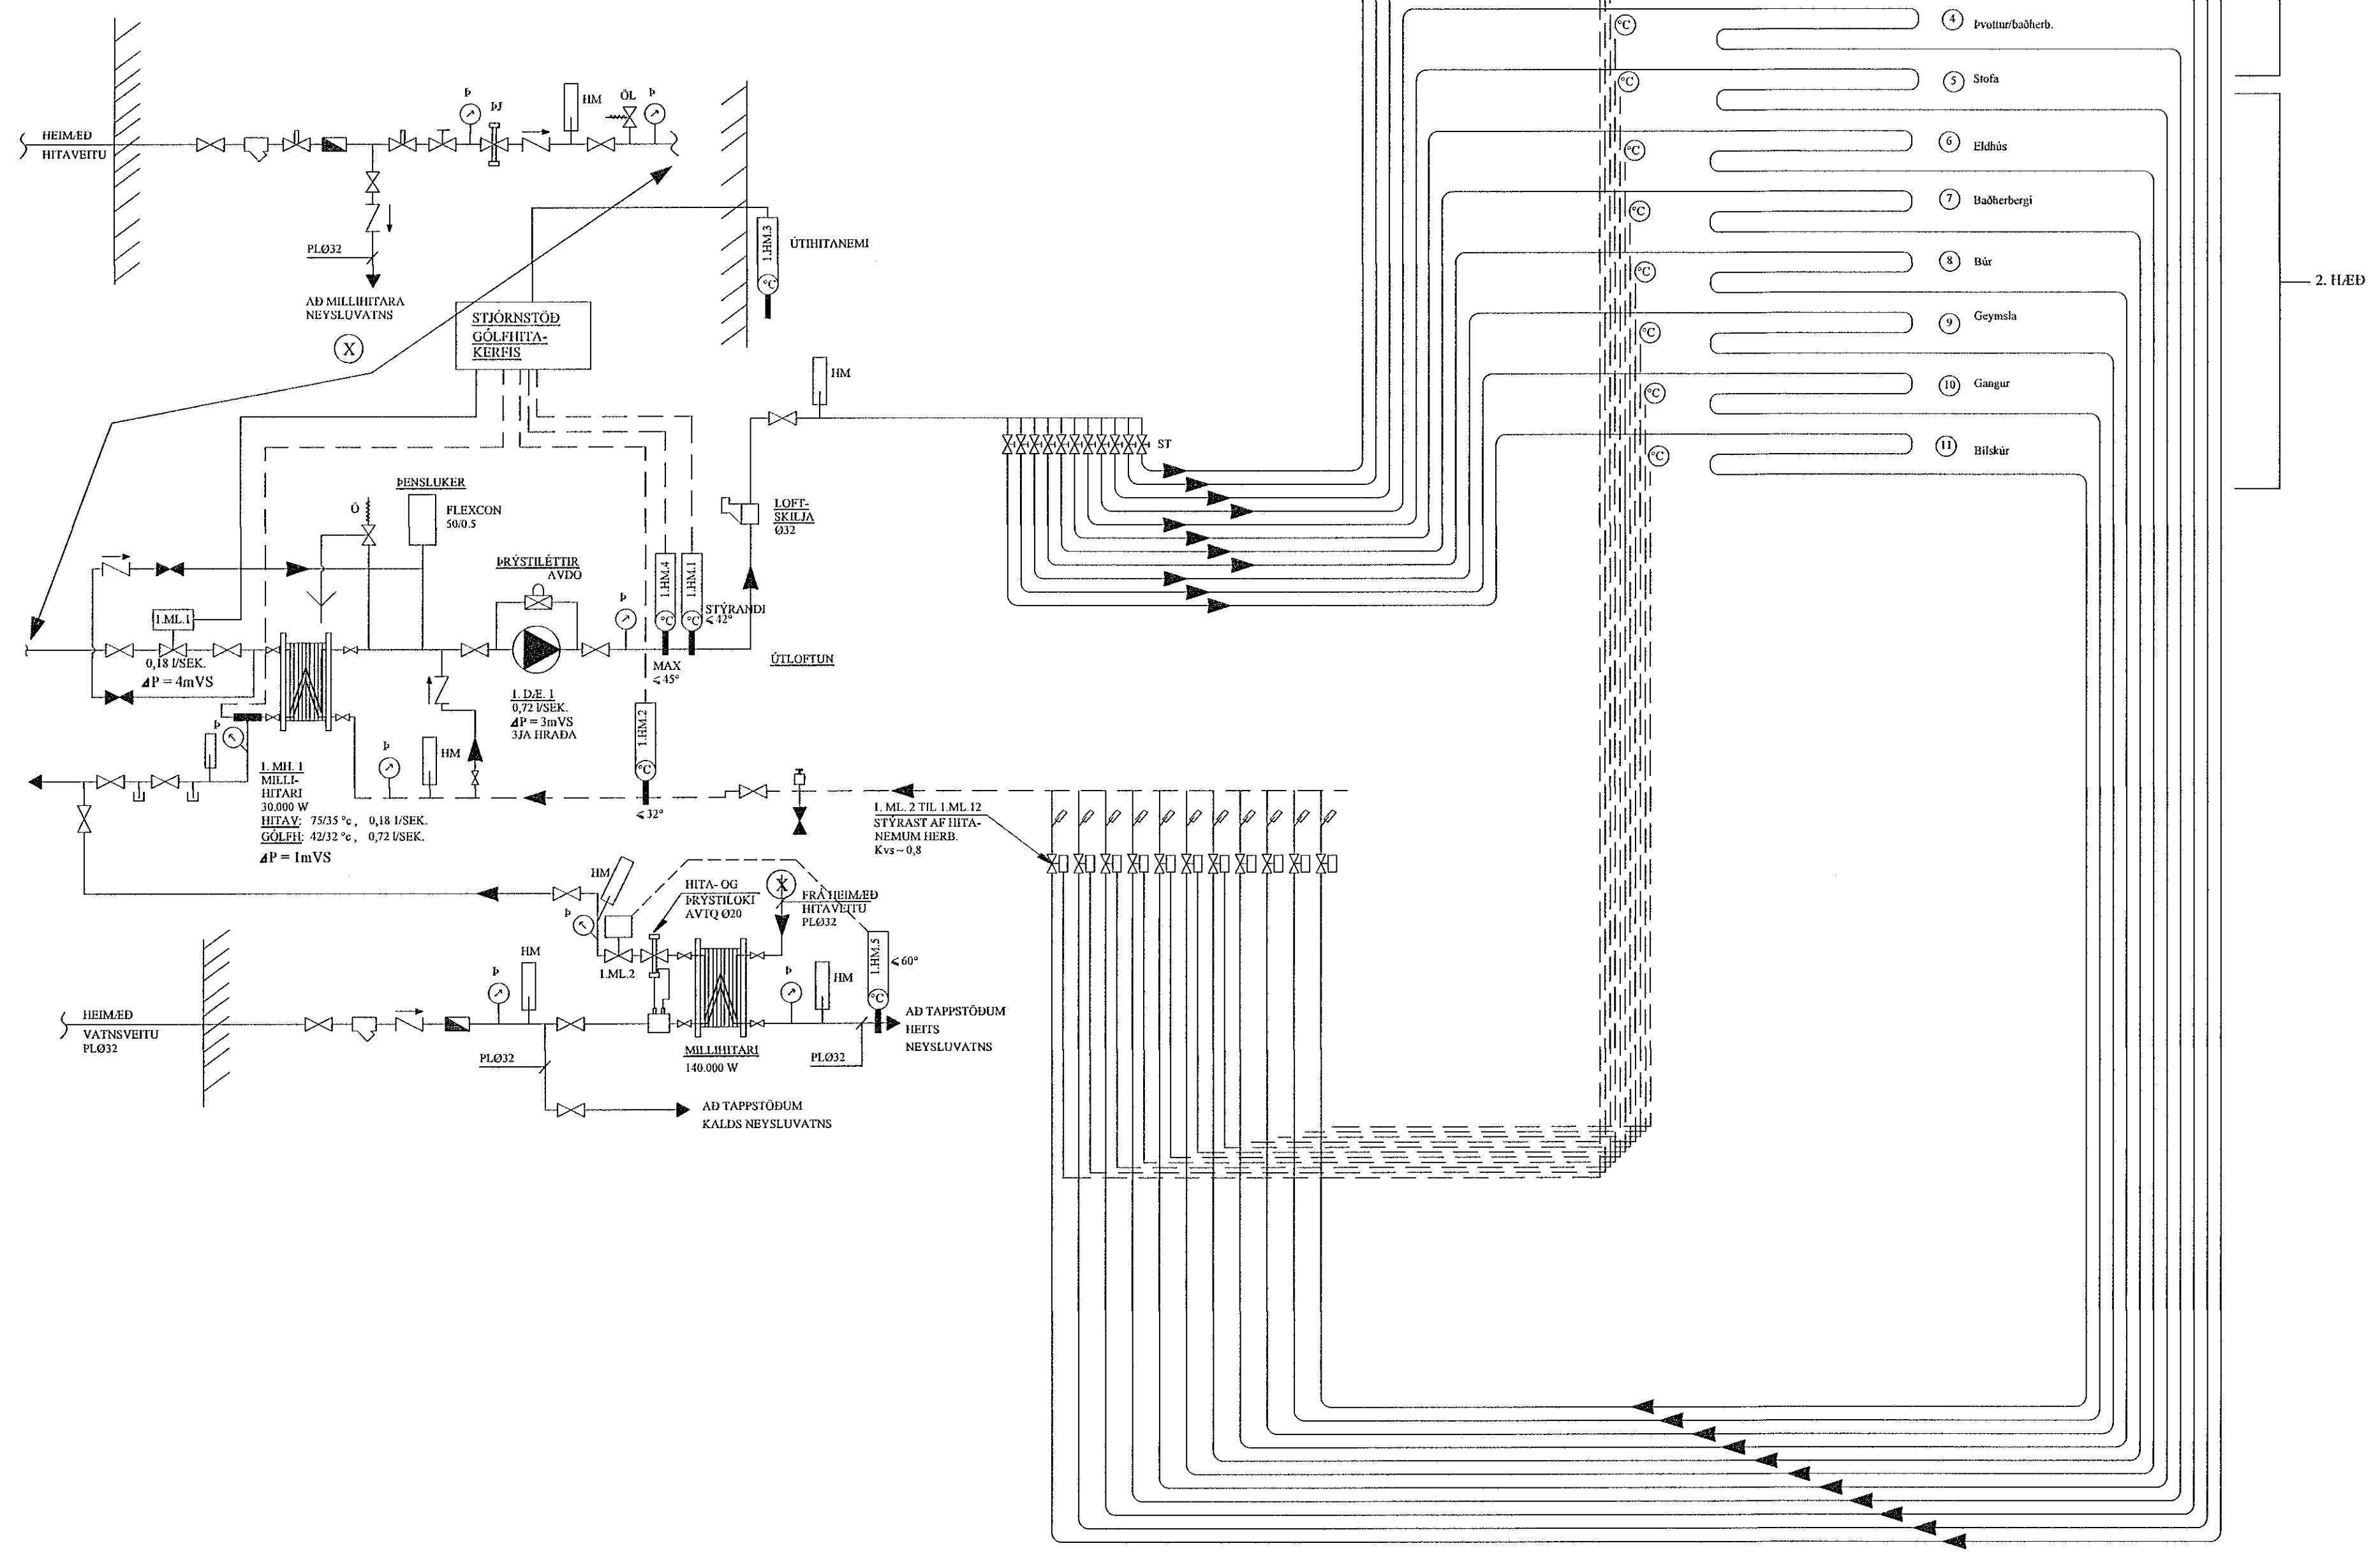 HEIMÆÐ
HITAVEITU
Þ
ÞJ
HM
ÖL
Þ
PLØ32
AÐ MILLIHITARA
NEYSLUVATNS
X
STJÓRNSTÖÐ
GÓLFHITA-
KERFIS
1.HM.3
°C
ÚTIHITANEMI
HM
ST
ÞENSLUKER
FLEXCON
50/0.5
Ö
ÞRÝSTILÉTTIR
AVDO
LOFT-
SKILJA
Ø32
1.ML.1
0,18 l/SEK.
ΔP = 4mVS
Þ
1.HM.4
°C
1.HM.1
°C
STÝRANDI
⩽ 42°
MAX
⩽ 45°
ÚTLOFTUN
1. DÆ. 1
0,72 l/SEK.
ΔP = 3mVS
3JA HRAÐA
1.HM.2
°C
⩽ 32°
Þ
Þ
HM
1. MH. 1
MILLI-
HITARI
30.000 W
HITAV: 75/35 °c , 0,18 l/SEK.
GÓLFH: 42/32 °c , 0,72 l/SEK.
ΔP = 1mVS
1. ML. 2 TIL 1.ML.12
STÝRAST AF HITA-
NEMUM HERB.
Kvs ~ 0,8
HM
Þ
1.ML.2
HITA- OG
ÞRÝSTILOKI
AVTQ Ø20
X
FRÁ HEIMÆÐ
HITAVEITU
PLØ32
1.HM.5
°C
⩽ 60°
HEIMÆÐ
VATNSVEITU
PLØ32
Þ
HM
Þ
HM
PLØ32
MILLIHITARI
140.000 W
PLØ32
AÐ TAPPSTÖÐUM
HEITS
NEYSLUVATNS
AÐ TAPPSTÖÐUM
KALDS NEYSLUVATNS
°C
4 Þvottur/baðherb.
°C
5 Stofa
°C
6 Eldhús
°C
7 Baðherbergi
°C
8 Búr
°C
9 Geymsla
°C
10 Gangur
°C
11 Bílskúr
2. HÆÐ